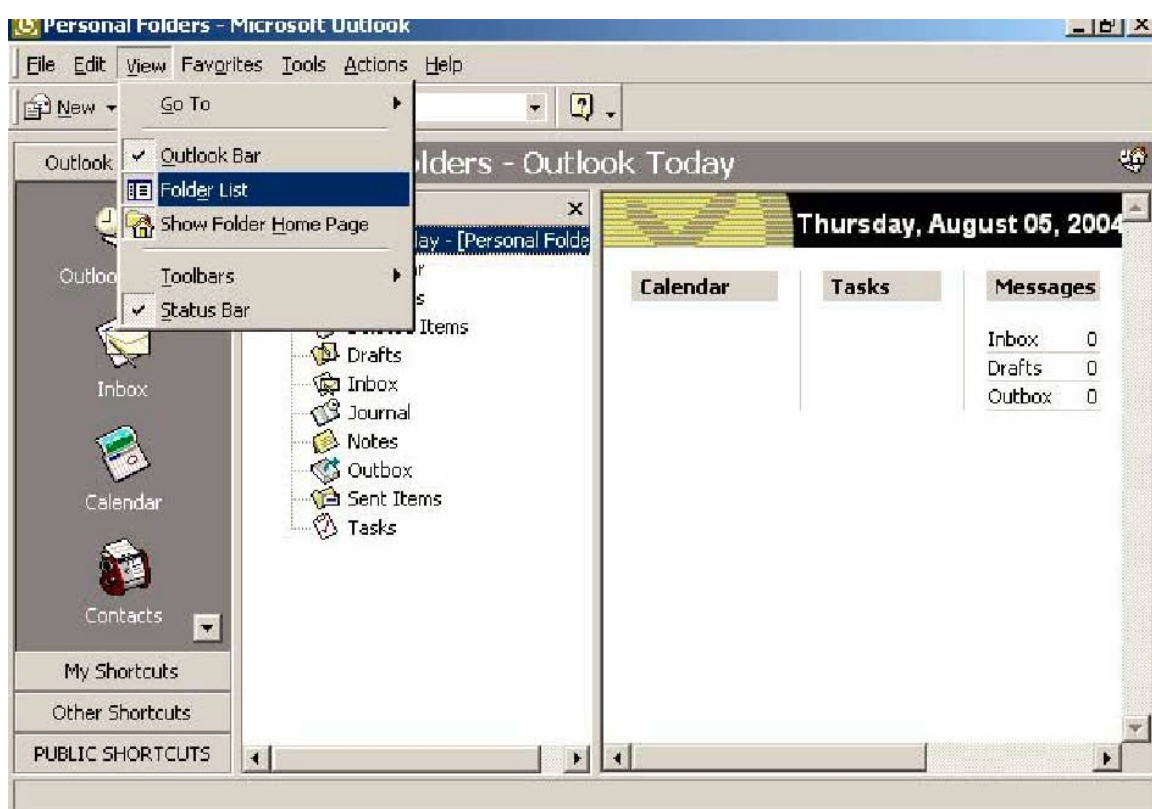 Personal Folders - Microsoft Outlook
File Edit View Favorites Tools Actions Help
New
Go To
Outlook Bar
Folder List
Show Folder Home Page
Toolbars
Status Bar
Outlook
lders - Outlook Today
ay - [Personal Folde
Items
Drafts
Inbox
Journal
Notes
Outbox
Sent Items
Tasks
Outloo
Inbox
Calendar
Contacts
My Shortcuts
Other Shortcuts
PUBLIC SHORTCUTS
Thursday, August 05, 2004
Calendar Tasks Messages
Inbox 0
Drafts 0
Outbox 0